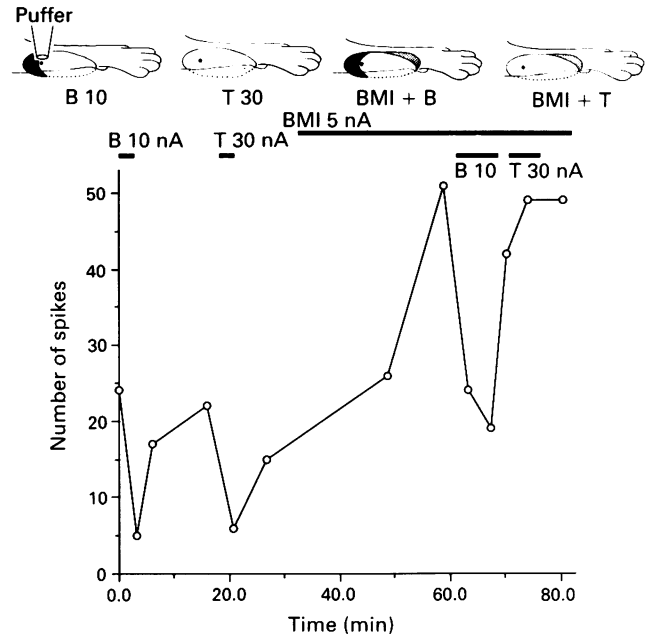 Puffer
B 10 T 30 BMI + B BMI + T
BMI 5 nA
B 10 nA T 30 nA
B 10 T 30 nA
50
40
30
20
10
0
Number of spikes
0.0 20.0 40.0 60.0 80.0
Time (min)